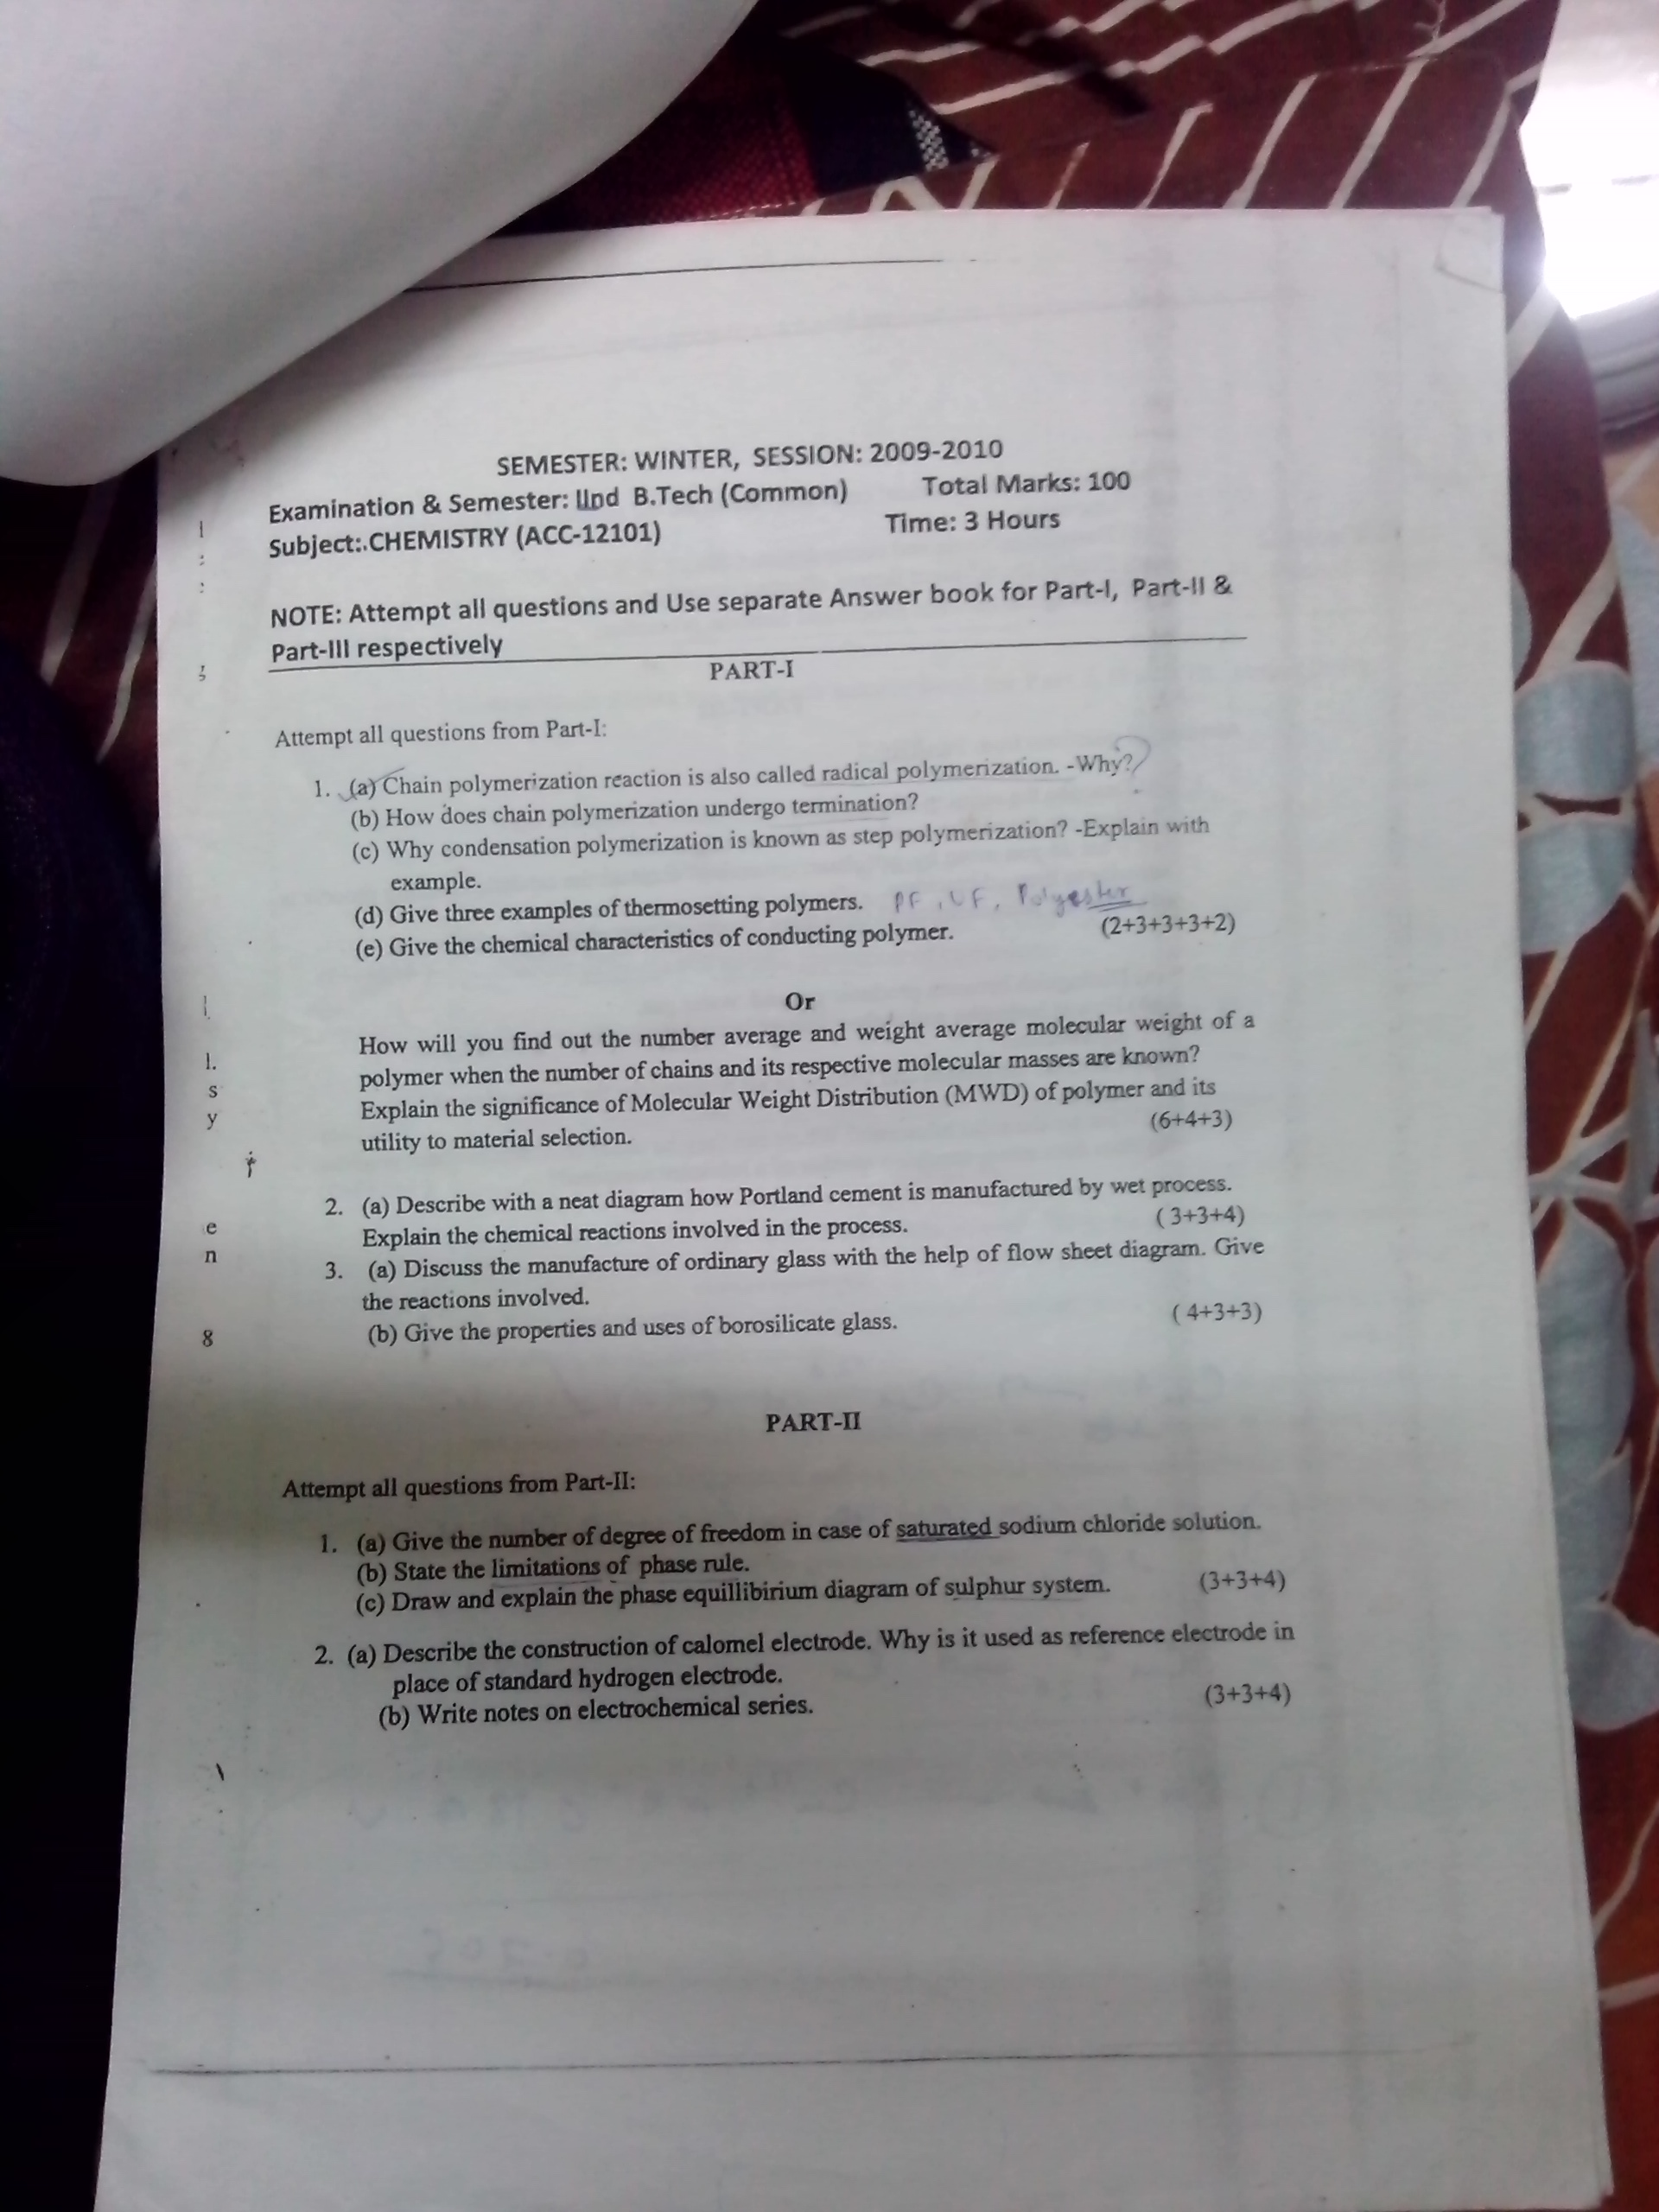 SEMESTER: WINTER, SESSION: 2009-2010
Examination & Semester: IInd B.Tech (Common) Total Marks: 100
Subject:.CHEMISTRY (ACC-12101) Time: 3 Hours
NOTE: Attempt all questions and Use separate Answer book for Part-I, Part-II &
Part-III respectively
PART-I
Attempt all questions from Part-I:
1. (a) Chain polymerization reaction is also called radical polymerization. -Why?
(b) How does chain polymerization undergo termination?
(c) Why condensation polymerization is known as step polymerization? -Explain with
example.
(d) Give three examples of thermosetting polymers. PF, UF, Polyester
(e) Give the chemical characteristics of conducting polymer. (2+3+3+3+2)
Or
How will you find out the number average and weight average molecular weight of a
polymer when the number of chains and its respective molecular masses are known?
Explain the significance of Molecular Weight Distribution (MWD) of polymer and its
utility to material selection. (6+4+3)
2. (a) Describe with a neat diagram how Portland cement is manufactured by wet process.
Explain the chemical reactions involved in the process. ( 3+3+4)
3. (a) Discuss the manufacture of ordinary glass with the help of flow sheet diagram. Give
the reactions involved.
(b) Give the properties and uses of borosilicate glass. ( 4+3+3)
PART-II
Attempt all questions from Part-II:
1. (a) Give the number of degree of freedom in case of saturated sodium chloride solution.
(b) State the limitations of phase rule.
(c) Draw and explain the phase equillibirium diagram of sulphur system. (3+3+4)
2. (a) Describe the construction of calomel electrode. Why is it used as reference electrode in
place of standard hydrogen electrode.
(b) Write notes on electrochemical series. (3+3+4)
l.
s
y
e
n
8